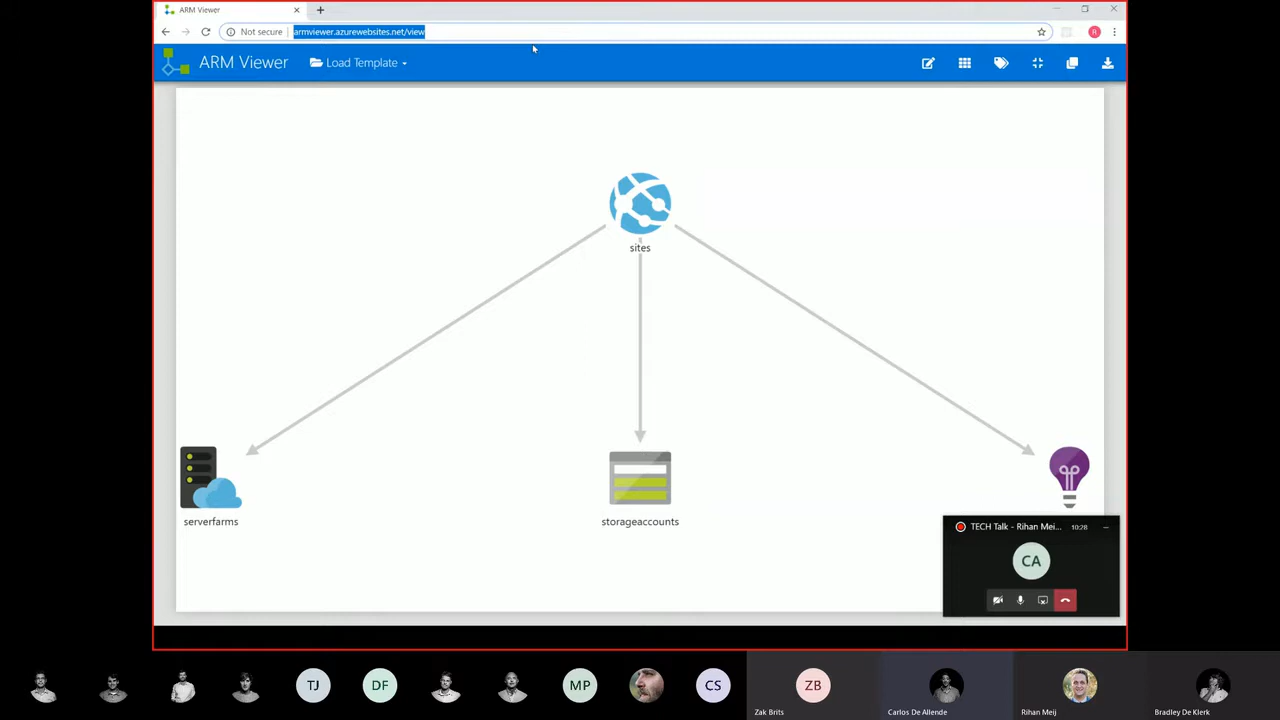 ARM Viewer
Not secure
armviewer.azurewebsites.net/view
R
ARM Viewer
Load Template
sites
serverfarms
storageaccounts
TECH Talk - Rihan Mei...
10:28
CA
TJ
DF
MP
CS
ZB
Zak Brits
Carlos De Allende
Rihan Meij
Bradley De Klerk